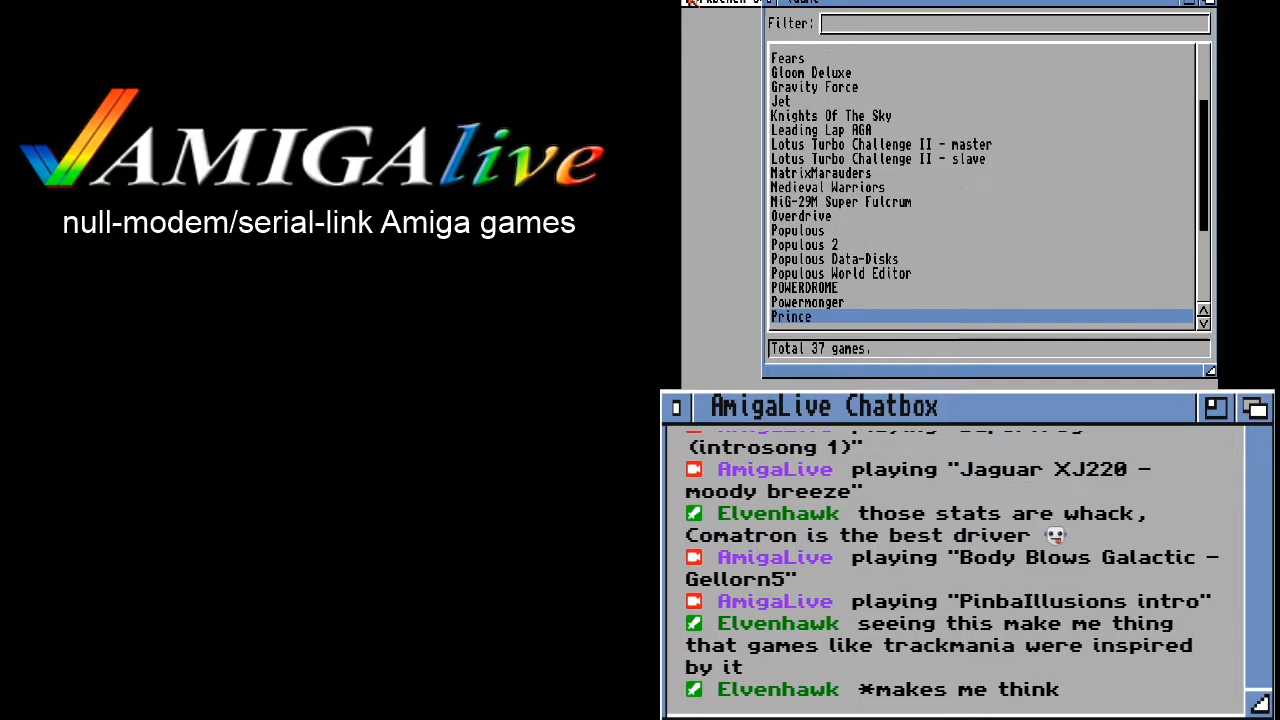 AMIGAlive
null-modem/serial-link Amiga games
Filter:
Fears
Gloom Deluxe
Gravity Force
Jet
Knights Of The Sky
Leading Lap AGA
Lotus Turbo Challenge II - master
Lotus Turbo Challenge II - slave
MatrixMarauders
Medieval Warriors
MiG-29M Super Fulcrum
Overdrive
Populous
Populous 2
Populous Data-Disks
Populous World Editor
POWERDROME
Powermonger
Prince
Total 37 games.
AmigaLive Chatbox
(introsong 1)"
AmigaLive playing "Jaguar XJ220 -
moody breeze"
Elvenhawk those stats are whack,
Comatron is the best driver
AmigaLive playing "Body Blows Galactic -
Gellorn5"
AmigaLive playing "PinbaIllusions intro"
Elvenhawk seeing this make me thing
that games like trackmania were inspired
by it
Elvenhawk *makes me think